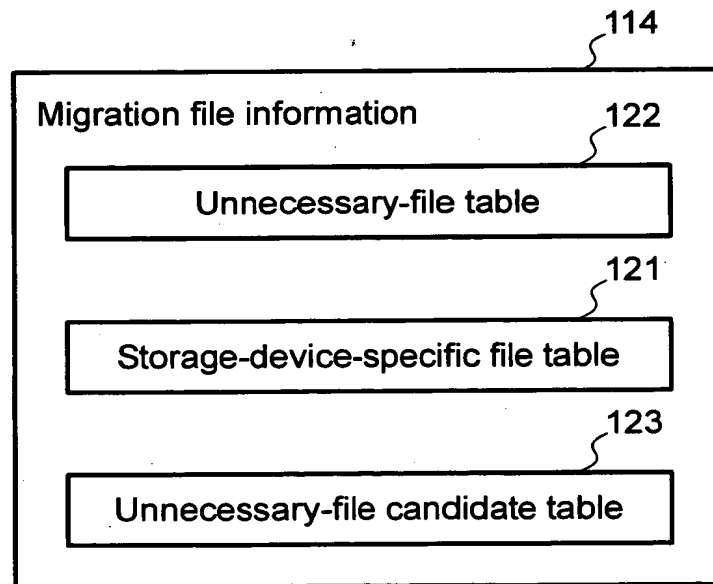 114
Migration file information
122
Unnecessary-file table
121
Storage-device-specific file table
123
Unnecessary-file candidate table